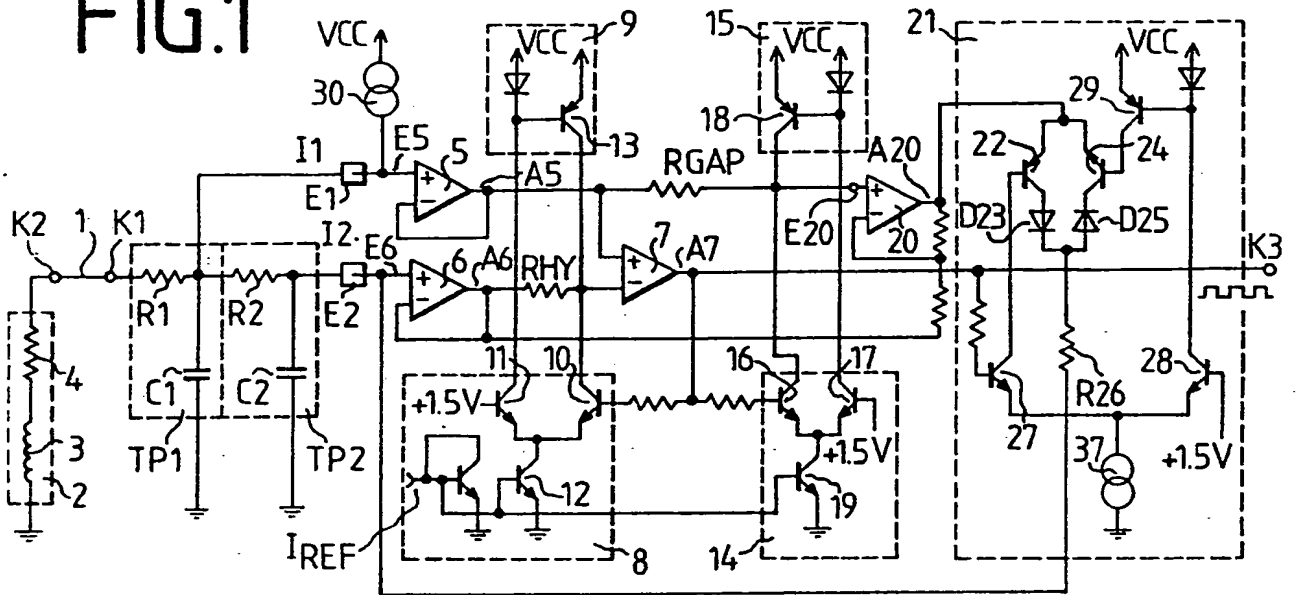 FIG.1
VCC
30
VCC
9
13
15
VCC
18
21
VCC
29
22
24
D23
D25
I1
E1
E5
5
A5
RGAP
E20
20
A20
K2
1
K1
R1
R2
I2
E2
E6
6
A6
RHY
7
A7
K3
4
3
2
C1
C2
TP1
TP2
11
10
+1.5V
12
IREF
8
16
17
+1.5V
19
14
27
R26
28
37
+1.5V